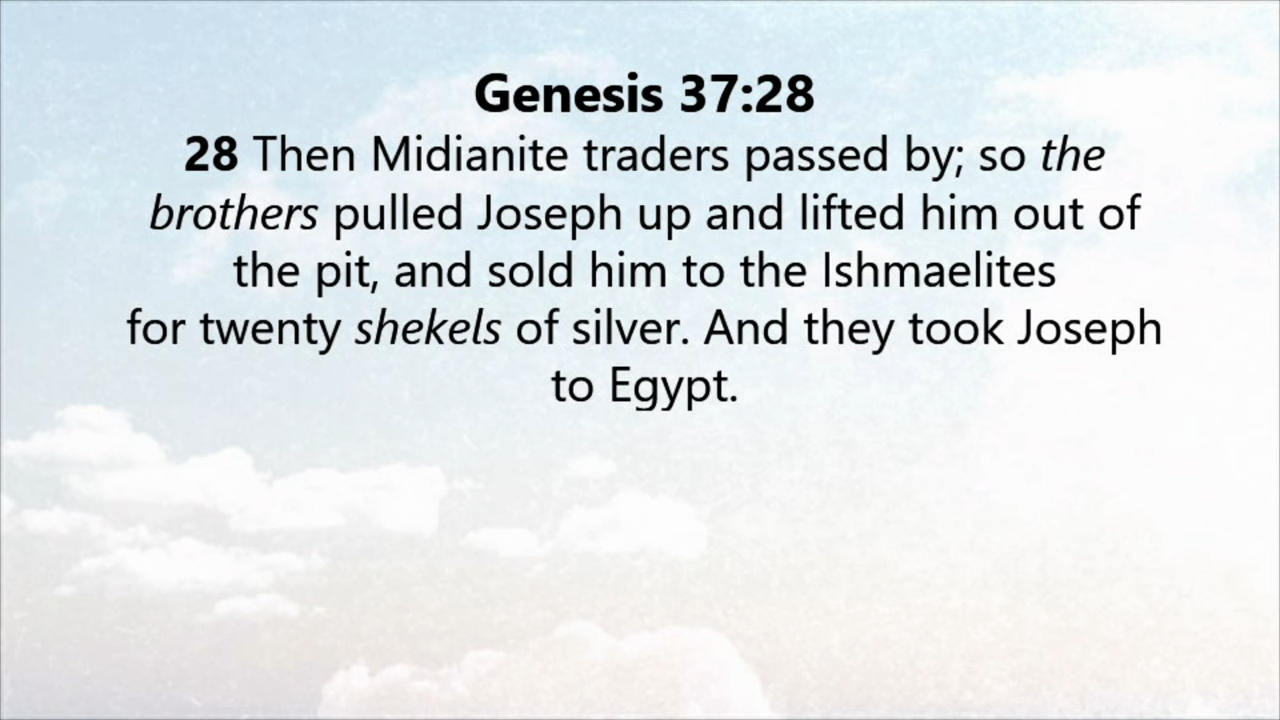 Genesis 37:28
28 Then Midianite traders passed by; so the
brothers pulled Joseph up and lifted him out of
the pit, and sold him to the Ishmaelites
for twenty shekels of silver. And they took Joseph
to Egypt.